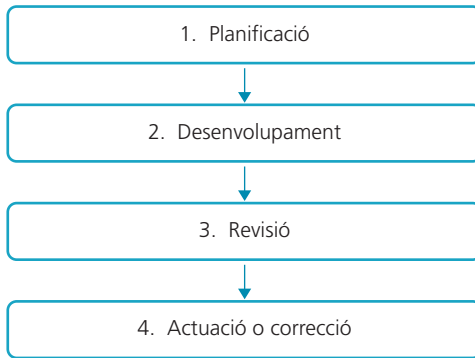 1. Planificació
2. Desenvolupament
3. Revisió
4. Actuació o correcció